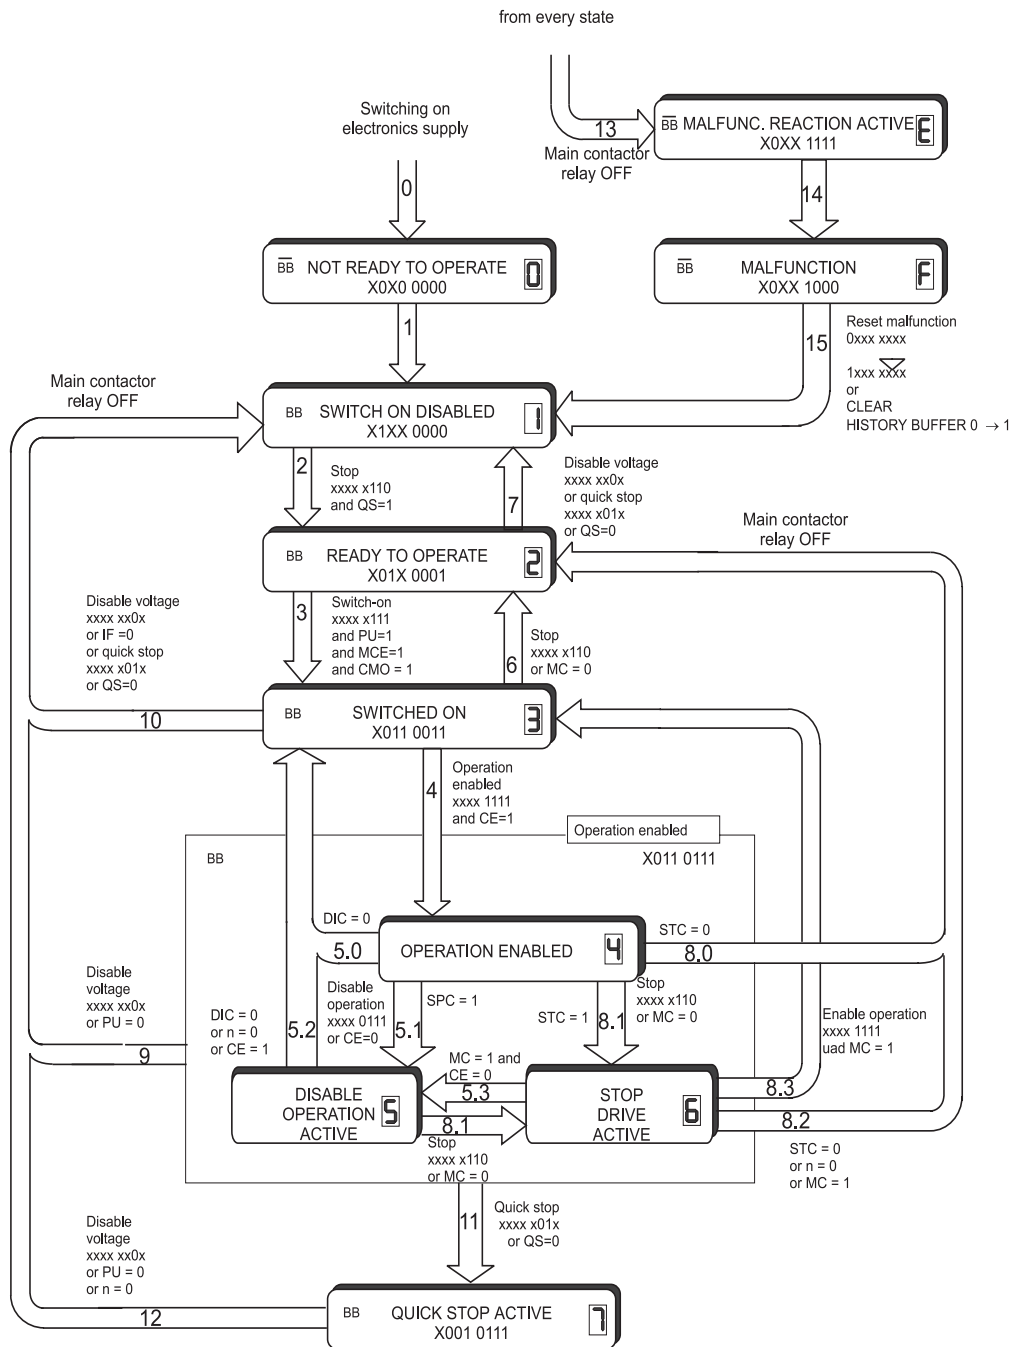 from every state
Switching on
electronics supply
13
Main contactor
relay OFF
BB MALFUNC. REACTION ACTIVE
X0XX 1111
E
0
14
BB NOT READY TO OPERATE
X0X0 0000
0
BB MALFUNCTION
X0XX 1000
F
1
15
Reset malfunction
0xxx xxxx
1xxx xxxx
or
CLEAR
HISTORY BUFFER 0 → 1
Main contactor
relay OFF
BB SWITCH ON DISABLED
X1XX 0000
1
2
Stop
xxxx x110
and QS=1
7
Disable voltage
xxxx xx0x
or quick stop
xxxx x01x
or QS=0
Main contactor
relay OFF
BB READY TO OPERATE
X01X 0001
2
Disable voltage
xxxx xx0x
or IF =0
or quick stop
xxxx x01x
or QS=0
3
Switch-on
xxxx x111
and PU=1
and MCE=1
and CMO = 1
6
Stop
xxxx x110
or MC = 0
10
BB SWITCHED ON
X011 0011
3
4
Operation
enabled
xxxx 1111
and CE=1
Operation enabled
X011 0111
BB
DIC = 0
5.0
OPERATION ENABLED
4
STC = 0
8.0
Disable
voltage
xxxx xx0x
or PU = 0
9
DIC = 0
or n = 0
or CE = 1
5.2
Disable
operation
xxxx 0111
or CE=0
5.1
SPC = 1
STC = 1
8.1
Stop
xxxx x110
or MC = 0
Enable operation
xxxx 1111
uad MC = 1
MC = 1 and
CE = 0
5.3
DISABLE
OPERATION
ACTIVE
5
8.1
Stop
xxxx x110
or MC = 0
STOP
DRIVE
ACTIVE
6
8.3
8.2
STC = 0
or n = 0
or MC = 1
11
Quick stop
xxxx x01x
or QS=0
Disable
voltage
xxxx xx0x
or PU = 0
or n = 0
12
BB QUICK STOP ACTIVE
X001 0111
7